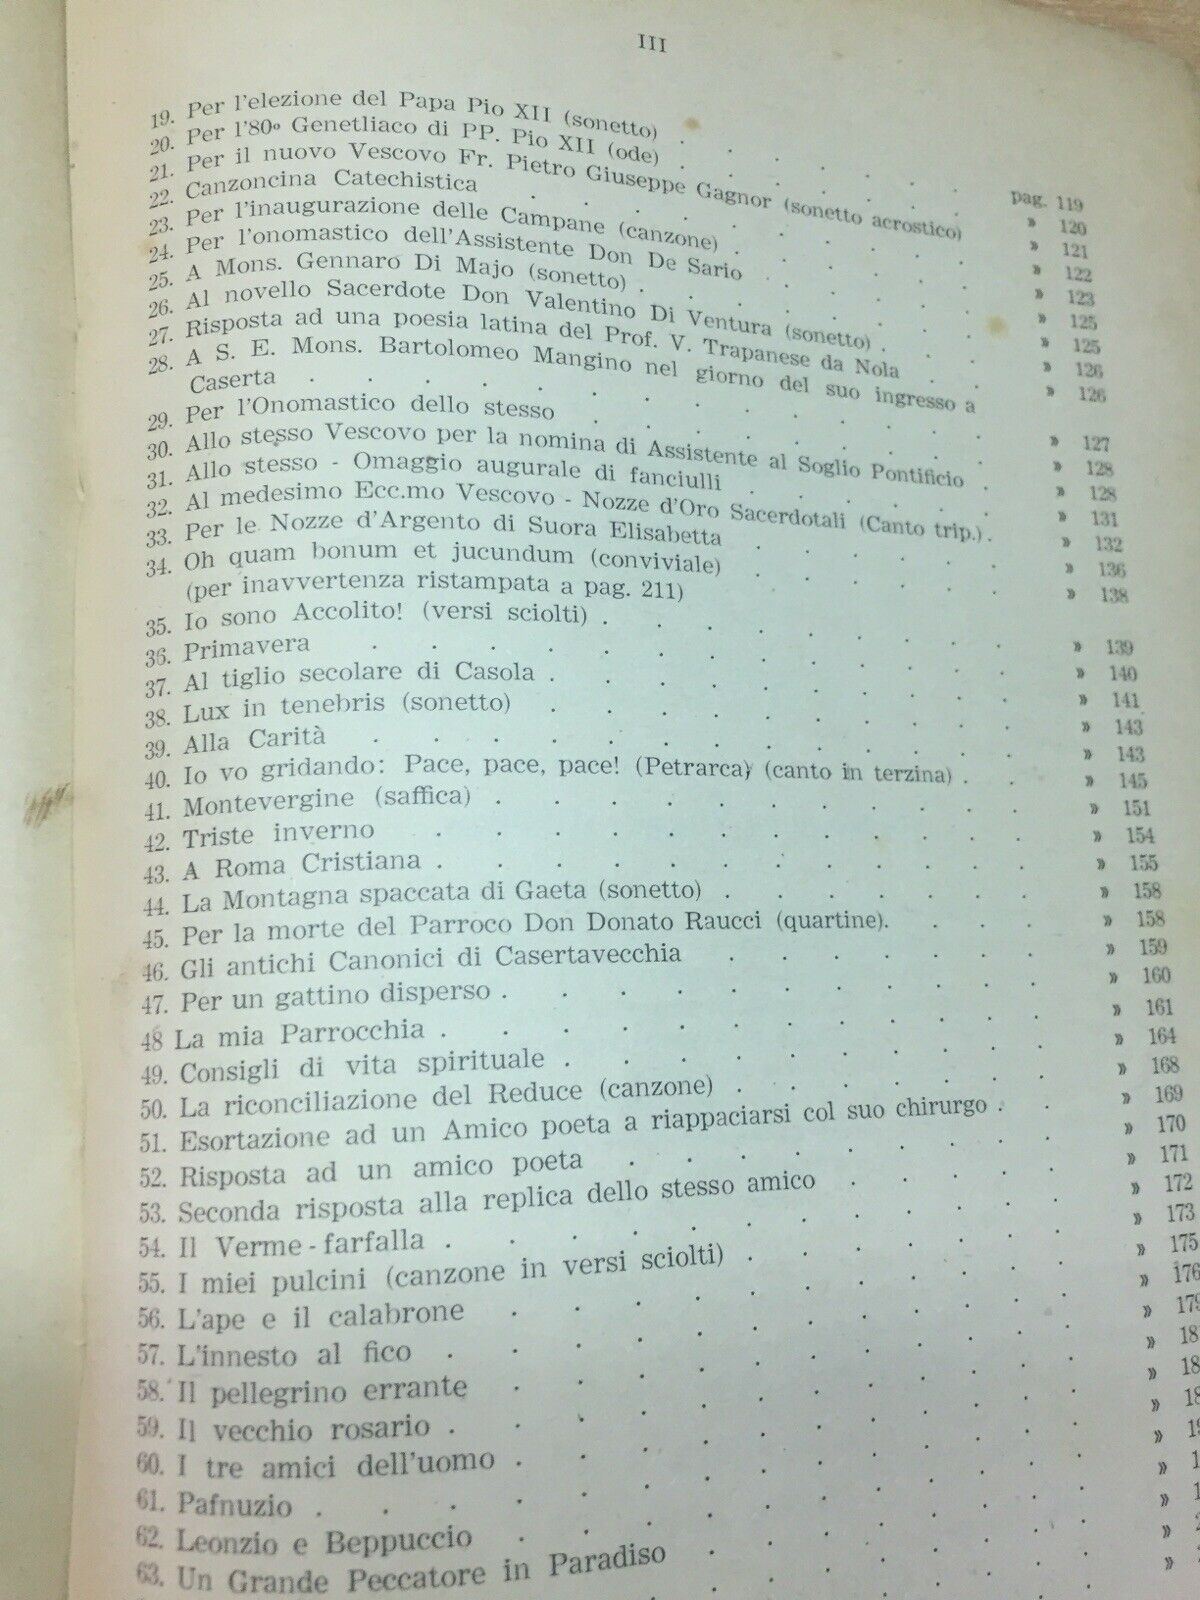 III
19. Per l'elezione del Papa Pio XII (sonetto) . . . . . pag. 119
20. Per l'80º Genetliaco di PP. Pio XII (ode) . . . . . » 120
21. Per il nuovo Vescovo Fr. Pietro Giuseppe Gagnor (sonetto acrostico) » 121
22. Canzoncina Catechistica . . . . . . . . » 122
23. Per l'inaugurazione delle Campane (canzone) . . . . . » 123
24. Per l'onomastico dell'Assistente Don De Sario . . . . » 125
25. A Mons. Gennaro Di Majo (sonetto) . . . . . . » 125
26. Al novello Sacerdote Don Valentino Di Ventura (sonetto) . . . » 126
27. Risposta ad una poesia latina del Prof. V. Trapanese da Nola . . » 126
28. A S. E. Mons. Bartolomeo Mangino nel giorno del suo ingresso a
Caserta . . . . . . . . . . . » 127
29. Per l'Onomastico dello stesso . . . . . . . » 128
30. Allo stesso Vescovo per la nomina di Assistente al Soglio Pontificio . » 128
31. Allo stesso - Omaggio augurale di fanciulli . . . . . » 131
32. Al medesimo Ecc.mo Vescovo - Nozze d'Oro Sacerdotali (Canto trip.) . » 132
33. Per le Nozze d'Argento di Suora Elisabetta . . . . . » 136
34. Oh quam bonum et jucundum (conviviale) . . . . . » 138
(per inavvertenza ristampata a pag. 211)
35. Io sono Accolito! (versi sciolti) . . . . . . . » 139
36. Primavera . . . . . . . . . . » 140
37. Al tiglio secolare di Casola . . . . . . . . » 141
38. Lux in tenebris (sonetto) . . . . . . . . » 143
39. Alla Carità . . . . . . . . . . » 143
40. Io vo gridando: Pace, pace, pace! (Petrarca) (canto in terzina) . . » 145
41. Montevergine (saffica) . . . . . . . . . » 151
42. Triste inverno . . . . . . . . . » 154
43. A Roma Cristiana . . . . . . . . . . » 155
44. La Montagna spaccata di Gaeta (sonetto) . . . . . . » 158
45. Per la morte del Parroco Don Donato Raucci (quartine). . . . » 158
46. Gli antichi Canonici di Casertavecchia . . . . . . » 159
47. Per un gattino disperso . . . . . . . . . » 160
48 La mia Parrocchia . . . . . . . . . . » 161
49. Consigli di vita spirituale . . . . . . . . » 164
50. La riconciliazione del Reduce (canzone) . . . . . . » 168
51. Esortazione ad un Amico poeta a riappaciarsi col suo chirurgo . . » 169
52. Risposta ad un amico poeta . . . . . . . » 170
53. Seconda risposta alla replica dello stesso amico . . . . » 171
54. Il Verme - farfalla . . . . . . . . . . » 172
55. I miei pulcini (canzone in versi sciolti) . . . . . . » 173
56. L'ape e il calabrone . . . . . . . . . » 175
57. L'innesto al fico . . . . . . . . . . » 176
58. Il pellegrino errante . . . . . . . . . » 179
59. Il vecchio rosario . . . . . . . . . . »
60. I tre amici dell'uomo . . . . . . . . . »
61. Pafnuzio . . . . . . . . . . . . »
62. Leonzio e Beppuccio . . . . . . . . . »
63. Un Grande Peccatore in Paradiso . . . . . . »